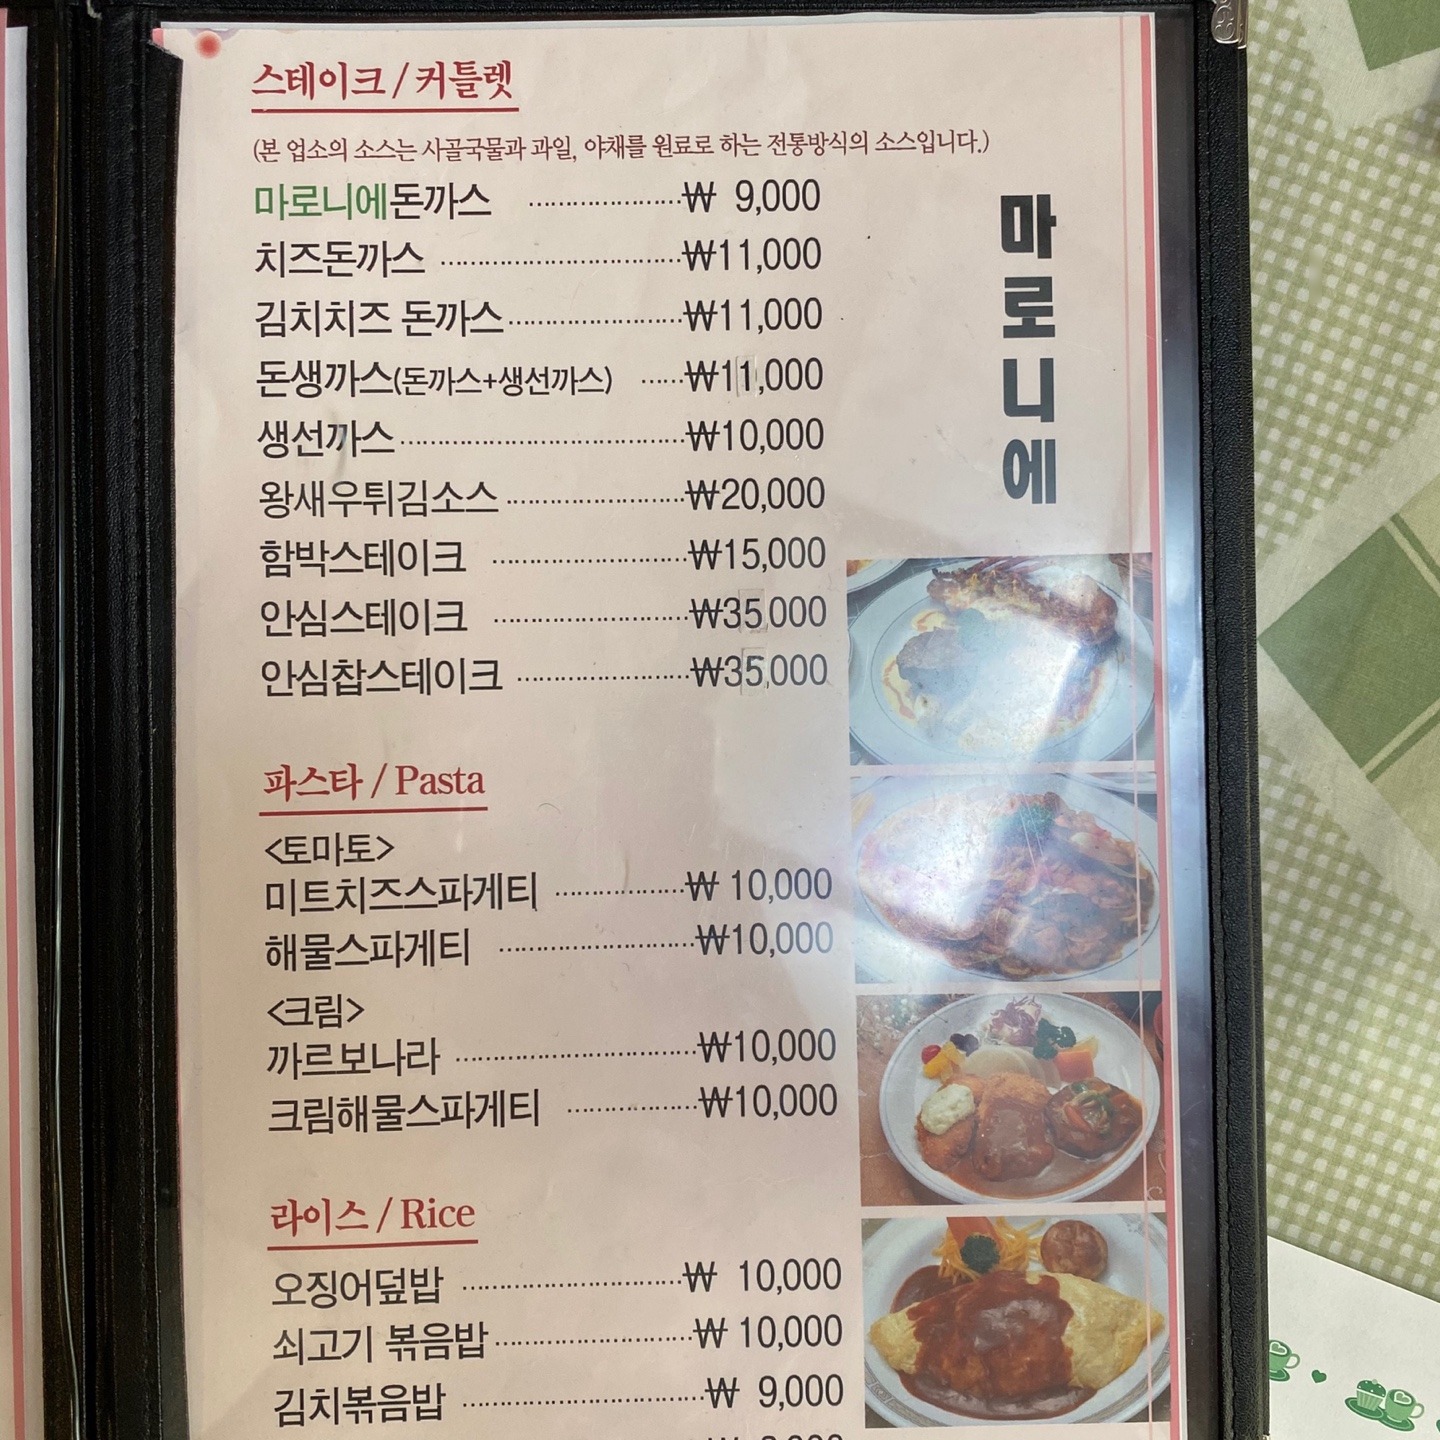 스테이크 / 커틀렛
(본 업소의 소스는 사골국물과 과일, 야채를 원료로 하는 전통방식의 소스입니다.)
마로니에돈까스 ₩ 9,000
치즈돈까스 ₩11,000
김치치즈 돈까스 ₩11,000
돈생까스(돈까스+생선까스) ₩11,000
생선까스 ₩10,000
왕새우튀김소스 ₩20,000
함박스테이크 ₩15,000
안심스테이크 ₩35,000
안심찹스테이크 ₩35,000
파스타 / Pasta
<토마토>
미트치즈스파게티 ₩ 10,000
해물스파게티 ₩10,000
<크림>
까르보나라 ₩10,000
크림해물스파게티 ₩10,000
라이스 / Rice
오징어덮밥 ₩ 10,000
쇠고기 볶음밥 ₩ 10,000
김치볶음밥 ₩ 9,000
마로니에